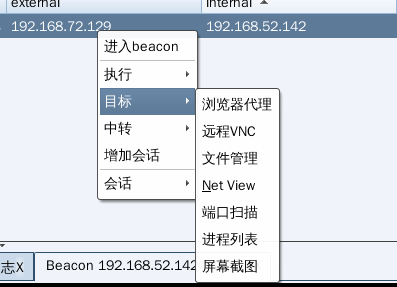 external internal
192.168.72.129 192.168.52.142
进入beacon
执行
目标
中转
增加会话
会话
浏览器代理
远程VNC
文件管理
Net View
端口扫描
进程列表
屏幕截图
志X Beacon 192.168.52.142